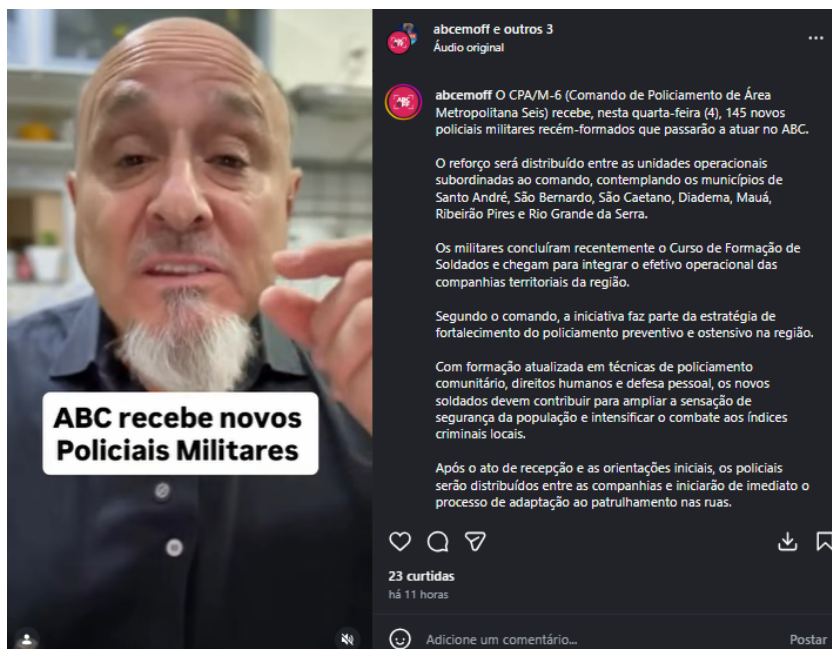 ABC recebe novos
Policiais Militares
abcemoff e outros 3
Áudio original
abcemoff O CPA/M-6 (Comando de Policiamento de Área
Metropolitana Seis) recebe, nesta quarta-feira (4), 145 novos
policiais militares recém-formados que passarão a atuar no ABC.
O reforço será distribuído entre as unidades operacionais
subordinadas ao comando, contemplando os municípios de
Santo André, São Bernardo, São Caetano, Diadema, Mauá,
Ribeirão Pires e Rio Grande da Serra.
Os militares concluíram recentemente o Curso de Formação de
Soldados e chegam para integrar o efetivo operacional das
companhias territoriais da região.
Segundo o comando, a iniciativa faz parte da estratégia de
fortalecimento do policiamento preventivo e ostensivo na região.
Com formação atualizada em técnicas de policiamento
comunitário, direitos humanos e defesa pessoal, os novos
soldados devem contribuir para ampliar a sensação de
segurança da população e intensificar o combate aos índices
criminais locais.
Após o ato de recepção e as orientações iniciais, os policiais
serão distribuídos entre as companhias e iniciarão de imediato o
processo de adaptação ao patrulhamento nas ruas.
23 curtidas
há 11 horas
Adicione um comentário...
Postar